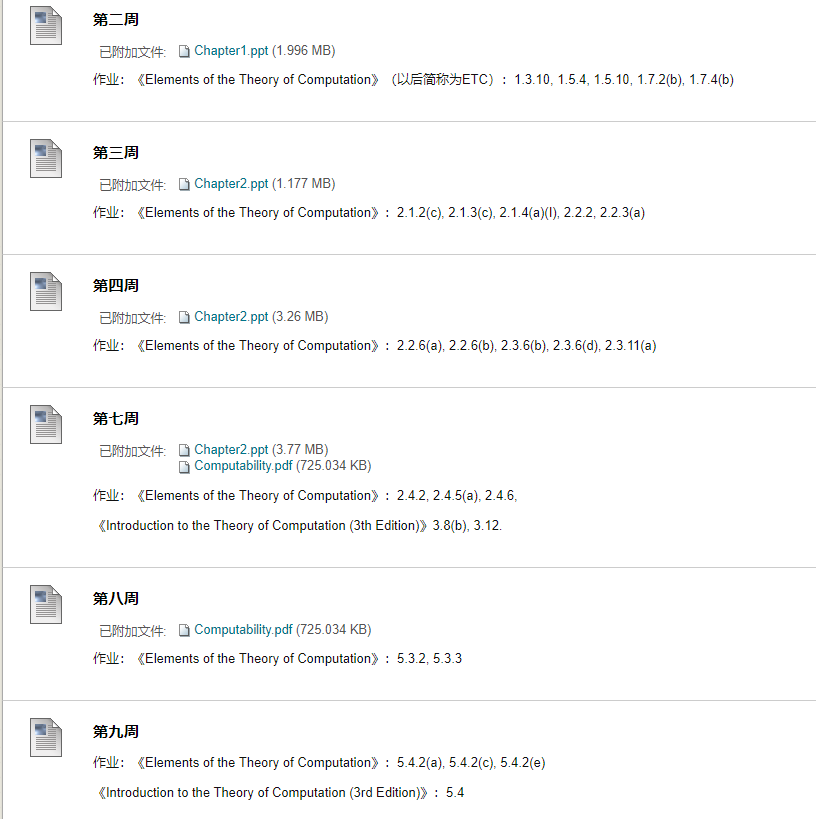 第二周
已附加文件: Chapter1.ppt (1.996 MB)
作业：《Elements of the Theory of Computation》（以后简称为ETC）：1.3.10, 1.5.4, 1.5.10, 1.7.2(b), 1.7.4(b)
第三周
已附加文件: Chapter2.ppt (1.177 MB)
作业：《Elements of the Theory of Computation》：2.1.2(c), 2.1.3(c), 2.1.4(a)(I), 2.2.2, 2.2.3(a)
第四周
已附加文件: Chapter2.ppt (3.26 MB)
作业：《Elements of the Theory of Computation》：2.2.6(a), 2.2.6(b), 2.3.6(b), 2.3.6(d), 2.3.11(a)
第七周
已附加文件: Chapter2.ppt (3.77 MB)
Computability.pdf (725.034 KB)
作业：《Elements of the Theory of Computation》：2.4.2, 2.4.5(a), 2.4.6,
《Introduction to the Theory of Computation (3th Edition)》3.8(b), 3.12.
第八周
已附加文件: Computability.pdf (725.034 KB)
作业：《Elements of the Theory of Computation》：5.3.2, 5.3.3
第九周
作业：《Elements of the Theory of Computation》：5.4.2(a), 5.4.2(c), 5.4.2(e)
《Introduction to the Theory of Computation (3rd Edition)》：5.4